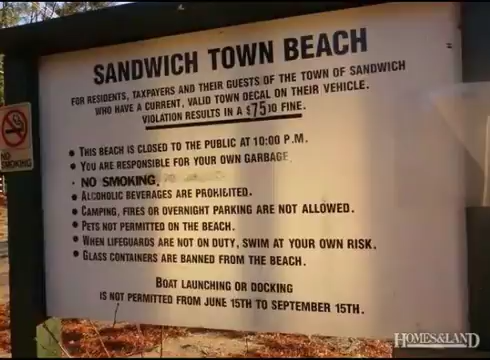 SANDWICH TOWN BEACH
FOR RESIDENTS, TAXPAYERS AND THEIR GUESTS OF THE TOWN OF SANDWICH
WHO HAVE A CURRENT, VALID TOWN DECAL ON THEIR VEHICLE.
VIOLATION RESULTS IN A $75.00 FINE.
• THIS BEACH IS CLOSED TO THE PUBLIC AT 10:00 P.M.
• YOU ARE RESPONSIBLE FOR YOUR OWN GARBAGE.
• NO SMOKING.
• ALCOHOLIC BEVERAGES ARE PROHIBITED.
• CAMPING, FIRES OR OVERNIGHT PARKING ARE NOT ALLOWED.
• PETS NOT PERMITTED ON THE BEACH.
• WHEN LIFEGUARDS ARE NOT ON DUTY, SWIM AT YOUR OWN RISK.
• GLASS CONTAINERS ARE BANNED FROM THE BEACH.
BOAT LAUNCHING OR DOCKING
IS NOT PERMITTED FROM JUNE 15TH TO SEPTEMBER 15TH.
NO
SMOKING
HOMES&LAND